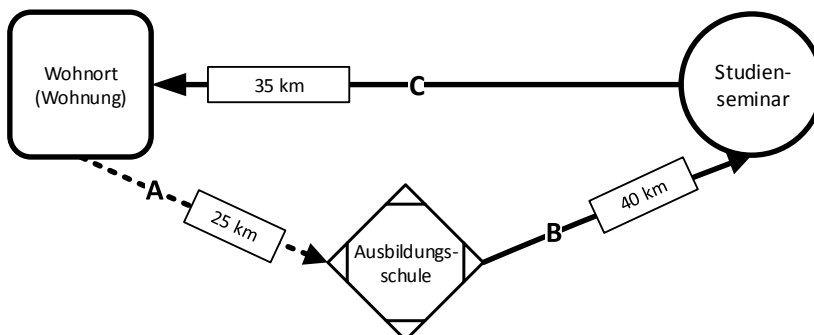 Wohnort
(Wohnung)
35 km
C
Studien-
seminar
A
25 km
Ausbildungs-
schule
B
40 km